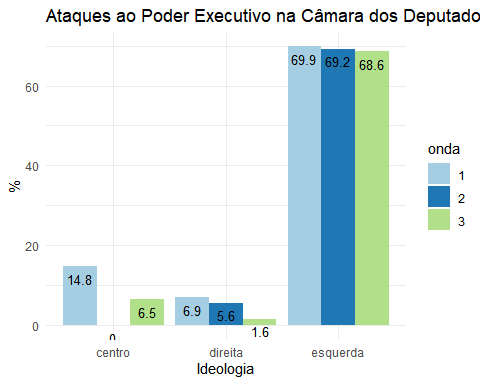 Ataques ao Poder Executivo na Câmara dos Deputado
%
60
40
20
0
69.9
69.2
68.6
14.8
0
6.5
6.9
5.6
1.6
centro
direita
esquerda
Ideologia
onda
1
2
3